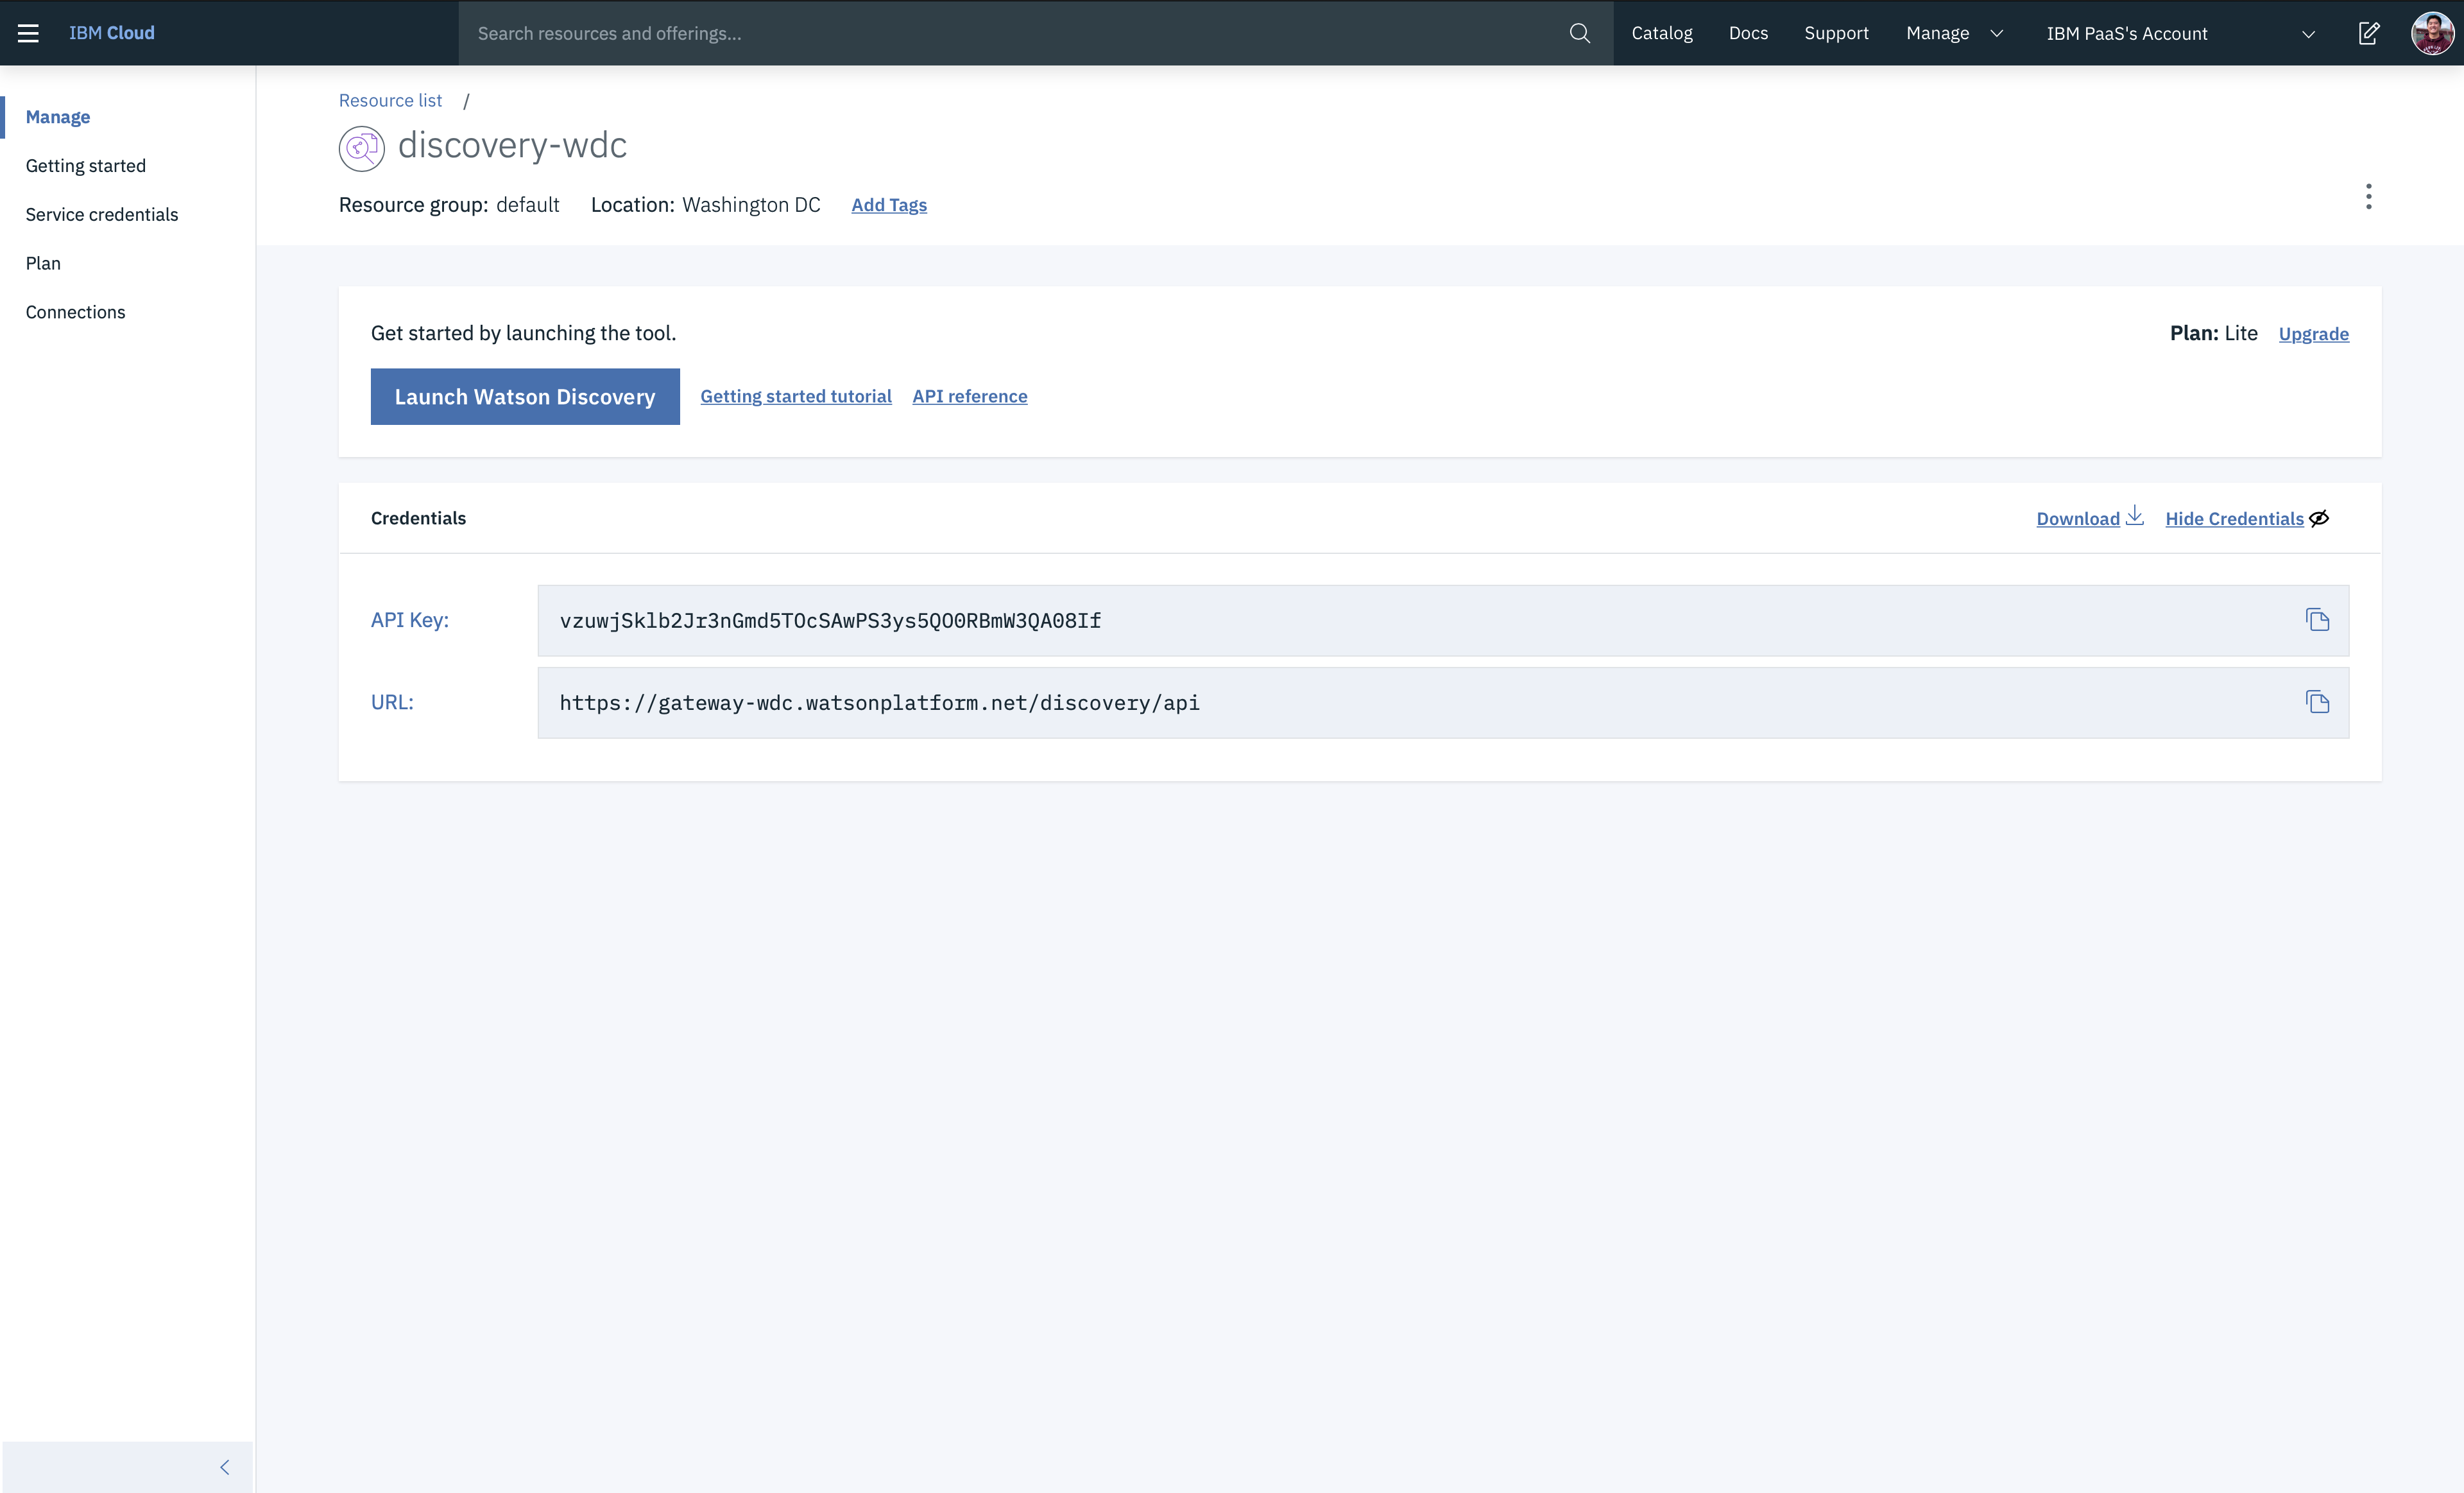 IBM Cloud
Search resources and offerings...
Catalog
Docs
Support
Manage
IBM PaaS's Account
Manage
Getting started
Service credentials
Plan
Connections
Resource list /
discovery-wdc
Resource group: default Location: Washington DC Add Tags
Get started by launching the tool.
Plan: Lite Upgrade
Launch Watson Discovery
Getting started tutorial
API reference
Credentials
Download
Hide Credentials
API Key:
vzuwjSklb2Jr3nGmd5TOcSAwPS3ys5QO0RBmW3QA08If
URL:
https://gateway-wdc.watsonplatform.net/discovery/api